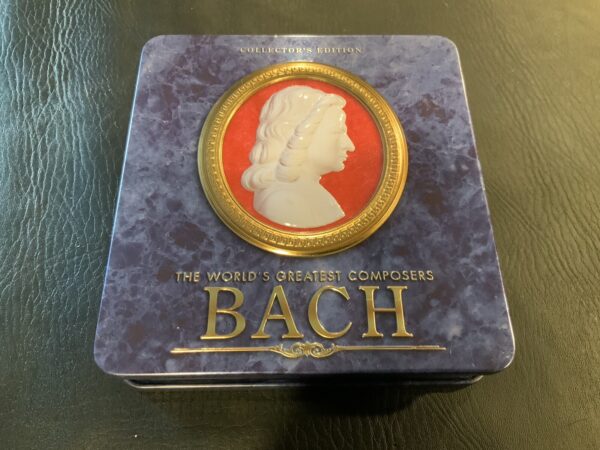 COLLECTOR'S EDITION
THE WORLD'S GREATEST COMPOSERS
BACH